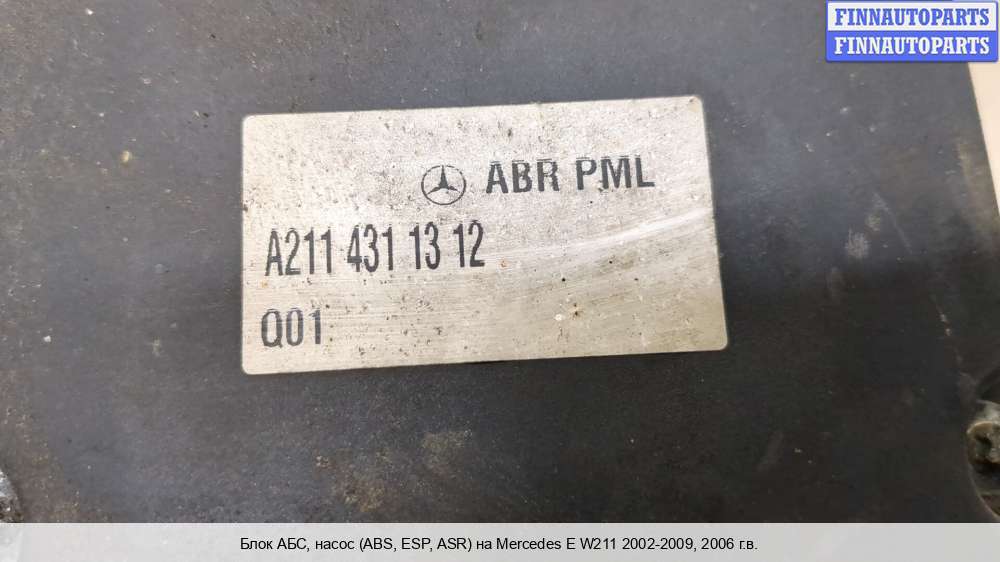 FINNAUTOPARTS
FINNAUTOPARTS
ABR PML
A211 431 13 12
Q01
Блок АБС, насос (ABS, ESP, ASR) на Mercedes E W211 2002-2009, 2006 г.в.